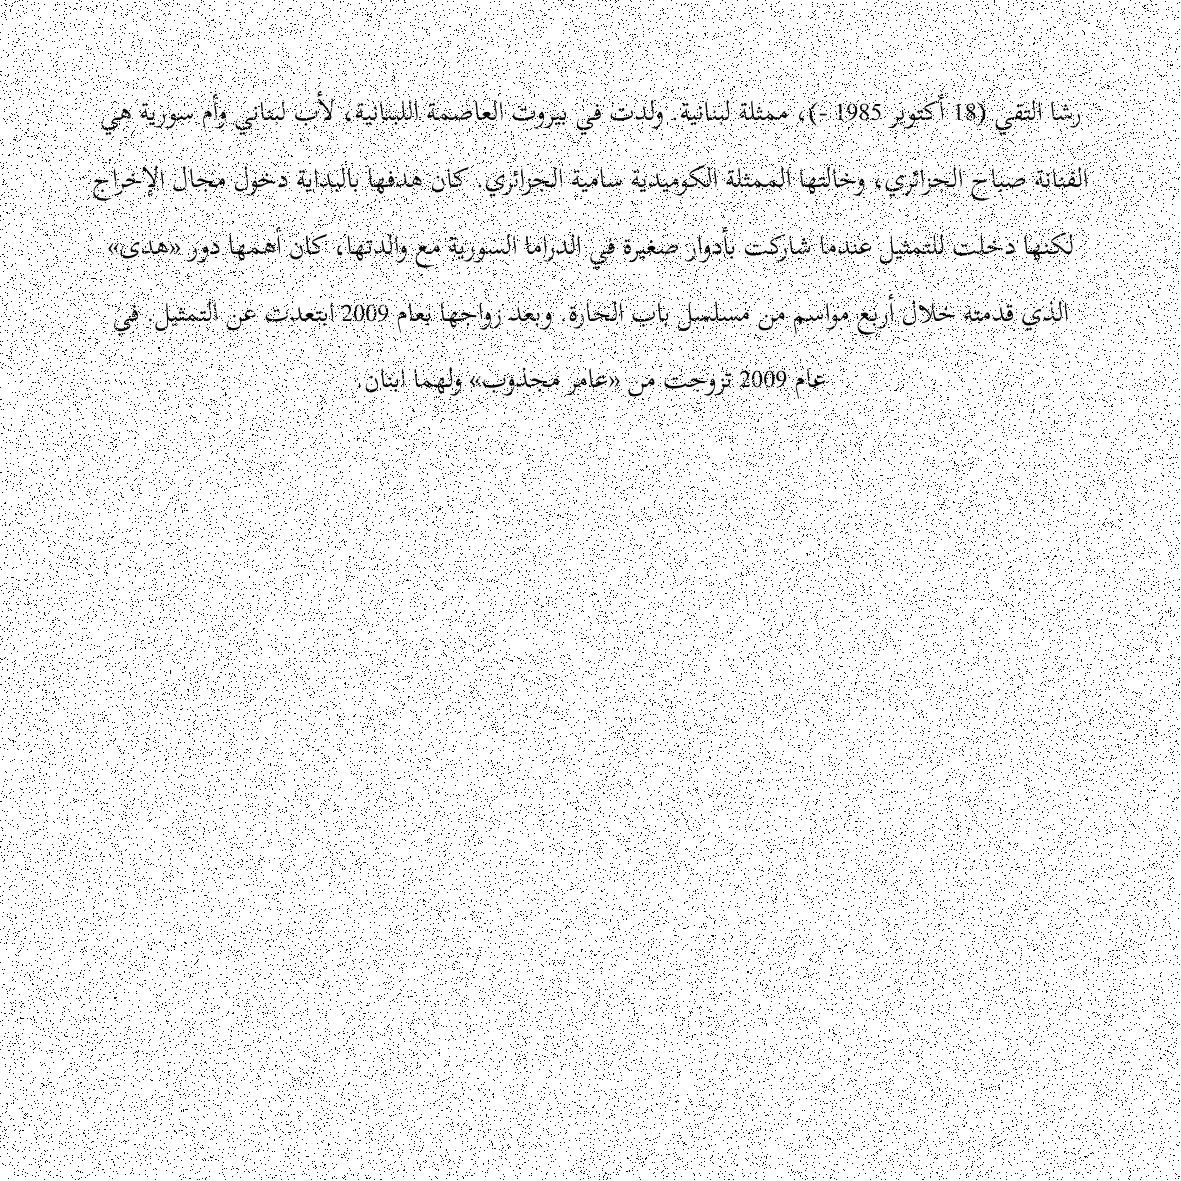 رشا التقي (18 أكتوبر 1985 -)، ممثلة لبنانية. ولدت في بيروت العاضمة اللبنانية، لأب لبناني وأم سورية هي
الفنانة صباح الجزائري، وخالتها الممثلة الكوميدية سامية الجزائري. كان هدفها بالبداية دخول مجال الإخراج
لكنها دخلت للتمثيل عندما شاركت بأدوار صغيرة في الدراما السورية مع والدتها، كان أهمها دور «هدى»
الذي قدمته خلال أربع مواسم من مسلسل باب الحارة. وبعد زواجها بعام 2009 ابتعدت عن التمثيل. في
عام 2009 تزوجت من «عامر مجذوب» ولهما ابنان.